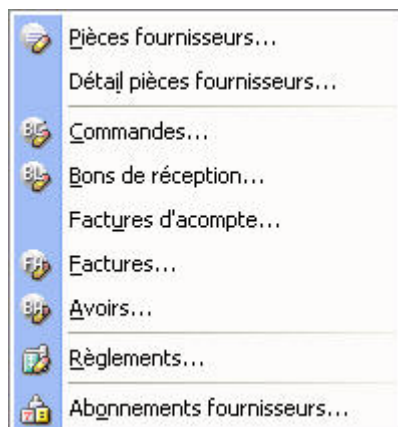 Pièces fournisseurs...
Détail pièces fournisseurs...
Commandes...
Bons de réception...
Factures d'acompte...
Factures...
Avoirs...
Règlements...
Abonnements fournisseurs...